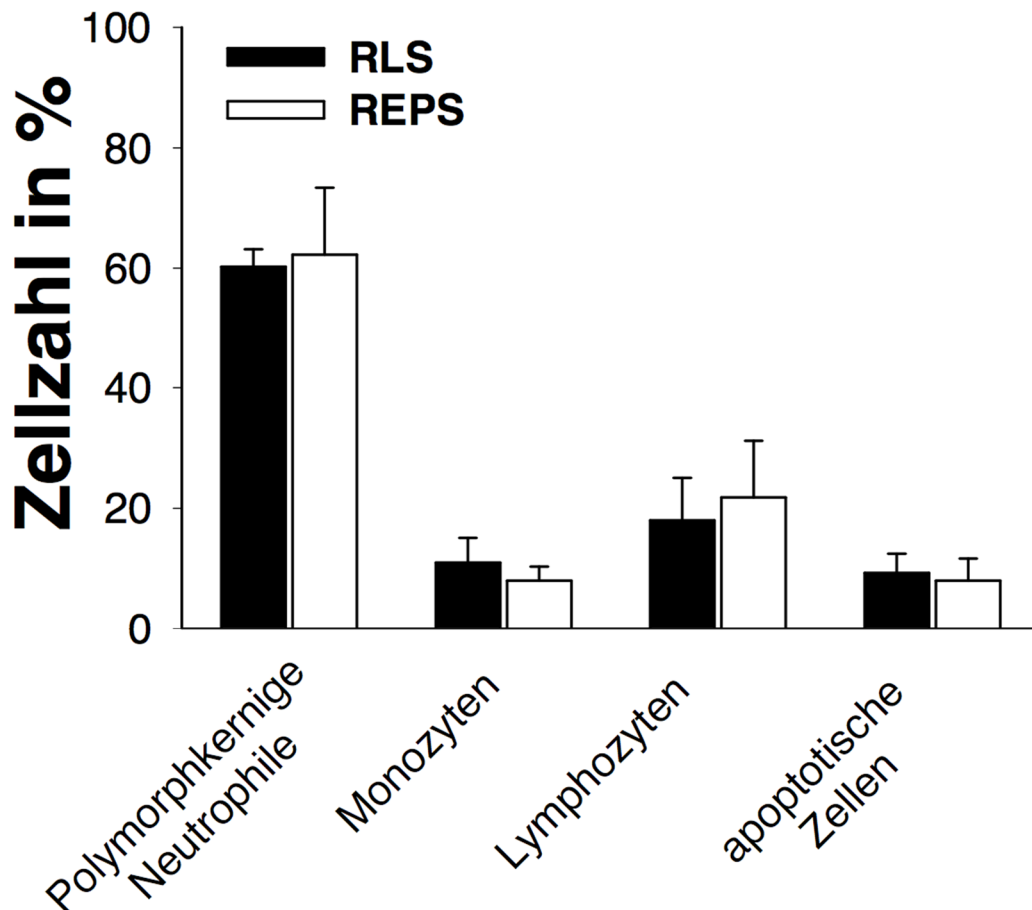 Zellzahl in %
100
80
60
40
20
0
RLS
REPS
Polymorphkernige
Neutrophile
Monozyten
Lymphozyten
apoptotische
Zellen